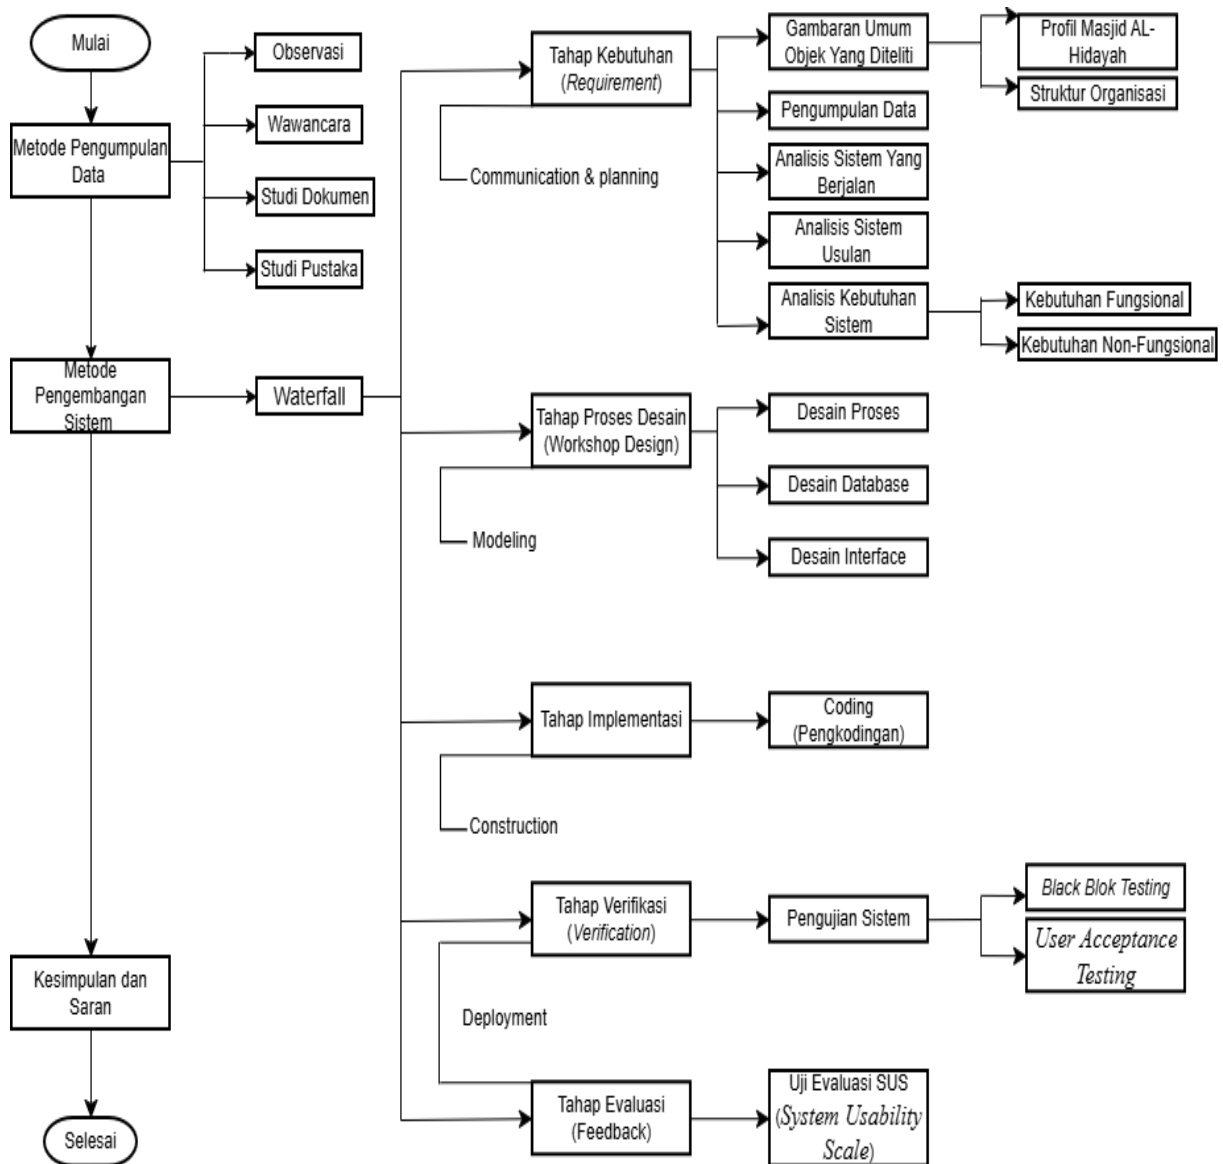 Mulai
Metode Pengumpulan
Data
Observasi
Wawancara
Studi Dokumen
Studi Pustaka
Metode
Pengembangan
Sistem
Waterfall
Tahap Kebutuhan
(Requirement)
Communication & planning
Gambaran Umum
Objek Yang Diteliti
Profil Masjid AL-
Hidayah
Struktur Organisasi
Pengumpulan Data
Analisis Sistem Yang
Berjalan
Analisis Sistem
Usulan
Analisis Kebutuhan
Sistem
Kebutuhan Fungsional
Kebutuhan Non-Fungsional
Tahap Proses Desain
(Workshop Design)
Modeling
Desain Proses
Desain Database
Desain Interface
Tahap Implementasi
Construction
Coding
(Pengkodingan)
Tahap Verifikasi
(Verification)
Pengujian Sistem
Black Blok Testing
User Acceptance
Testing
Deployment
Tahap Evaluasi
(Feedback)
Uji Evaluasi SUS
(System Usability
Scale)
Kesimpulan dan
Saran
Selesai